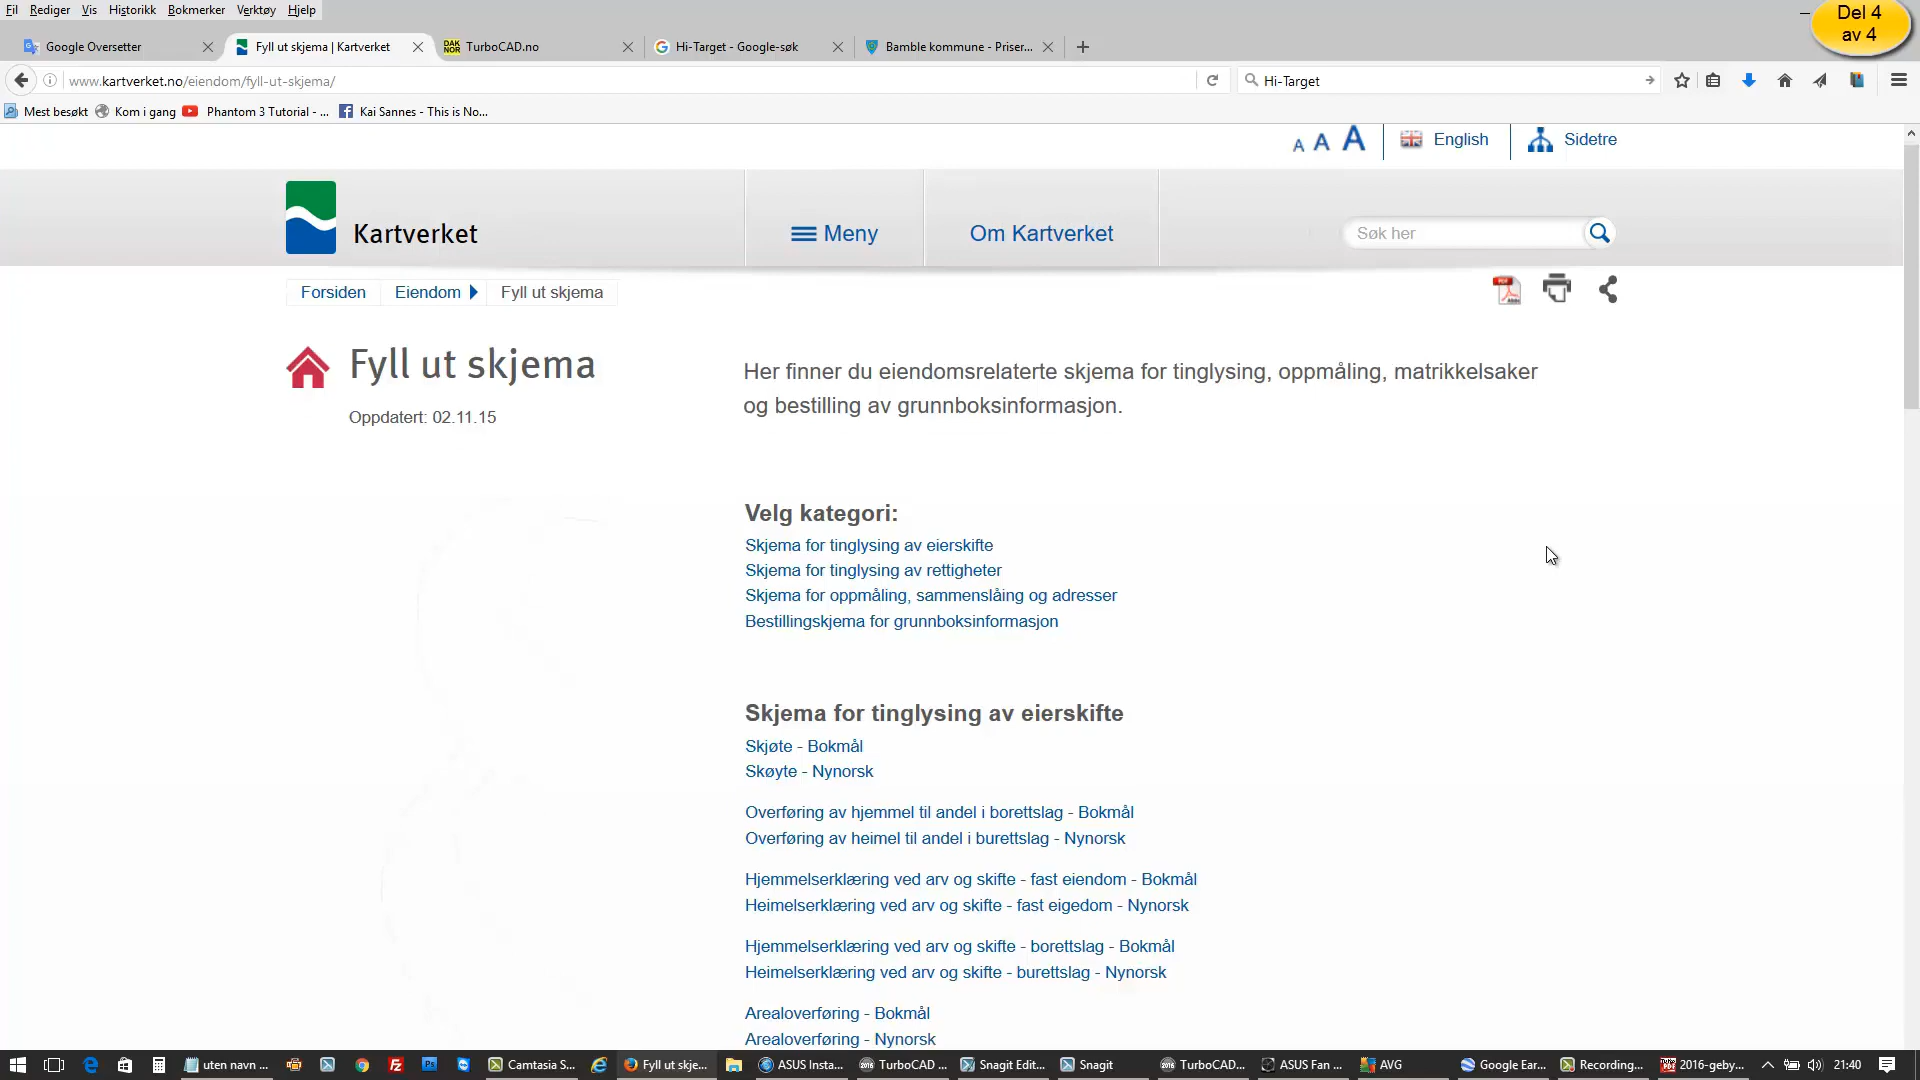 Fil Rediger Vis Historikk Bokmerker Verktøy Hjelp
Del 4
av 4
Google Oversetter
Fyll ut skjema | Kartverket
DAK NOR TurboCAD.no
Hi-Target - Google-søk
Bamble kommune - Priser...
www.kartverket.no/eiendom/fyll-ut-skjema/
Hi-Target
Mest besøkt Kom i gang Phantom 3 Tutorial - ... Kai Sannes - This is No...
A A A English Sidetre
Kartverket
Meny
Om Kartverket
Søk her
Forsiden Eiendom Fyll ut skjema
Fyll ut skjema
Oppdatert: 02.11.15
Her finner du eiendomsrelaterte skjema for tinglysing, oppmåling, matrikkelsaker
og bestilling av grunnboksinformasjon.
Velg kategori:
Skjema for tinglysing av eierskifte
Skjema for tinglysing av rettigheter
Skjema for oppmåling, sammenslåing og adresser
Bestillingskjema for grunnboksinformasjon
Skjema for tinglysing av eierskifte
Skjøte - Bokmål
Skøyte - Nynorsk
Overføring av hjemmel til andel i borettslag - Bokmål
Overføring av heimel til andel i burettslag - Nynorsk
Hjemmelserklæring ved arv og skifte - fast eiendom - Bokmål
Heimelserklæring ved arv og skifte - fast eigedom - Nynorsk
Hjemmelserklæring ved arv og skifte - borettslag - Bokmål
Heimelserklæring ved arv og skifte - burettslag - Nynorsk
Arealoverføring - Bokmål
Arealoverføring - Nynorsk
uten navn ... Camtasia S... Fyll ut skje... ASUS Insta... TurboCAD ... Snagit Edit... Snagit TurboCAD... ASUS Fan ... AVG Google Ear... Recording... 2016-geby... 21:40